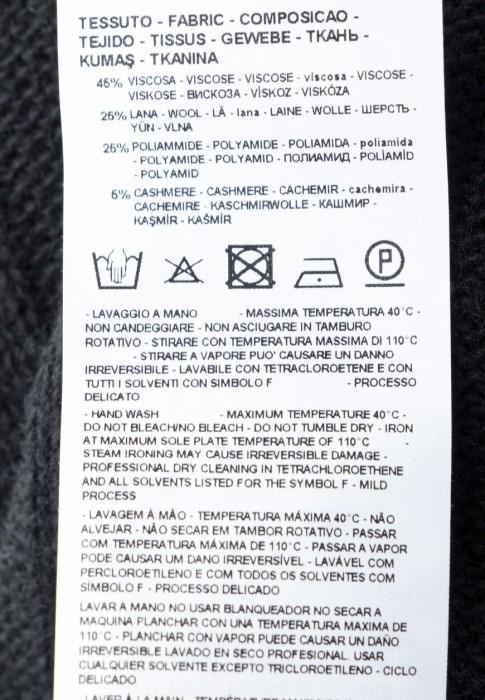 TESSUTO - FABRIC - COMPOSICAO -
TEJIDO - TISSUS - GEWEBE - ТКАНЬ -
KUMAŞ - TKANINA
45% VISCOSA - VISCOSE - VISCOSE - viscosa - VISCOSE -
VISKOSE - ВИСКОЗА - VİSKOZ - VISKÓZA
25% LANA - WOOL - LÃ - lana - LAINE - WOLLE - ШЕРСТЬ -
YÜN - VLNA
25% POLIAMMIDE - POLYAMIDE - POLIAMIDA - poliamida
- POLYAMIDE - POLYAMID - ПОЛИАМИД - POLİAMİD
- POLYAMID
5% CASHMERE - CASHMERE - CACHEMIR - cachemira -
CACHEMIRE - KASCHMIRWOLLE - КАШМИР -
KAŞMİR - KAŠMÍR
P
- LAVAGGIO A MANO - MASSIMA TEMPERATURA 40°C -
NON CANDEGGIARE - NON ASCIUGARE IN TAMBURO
ROTATIVO - STIRARE CON TEMPERATURA MASSIMA DI 110°C
- STIRARE A VAPORE PUO' CAUSARE UN DANNO
IRREVERSIBILE - LAVABILE CON TETRACLOROETENE E CON
TUTTI I SOLVENTI CON SIMBOLO F - PROCESSO
DELICATO
- HAND WASH - MAXIMUM TEMPERATURE 40°C -
DO NOT BLEACH/NO BLEACH - DO NOT TUMBLE DRY - IRON
AT MAXIMUM SOLE PLATE TEMPERATURE OF 110°C -
STEAM IRONING MAY CAUSE IRREVERSIBLE DAMAGE -
PROFESSIONAL DRY CLEANING IN TETRACHLOROETHENE
AND ALL SOLVENTS LISTED FOR THE SYMBOL F - MILD
PROCESS
- LAVAGEM À MÃO - TEMPERATURA MÁXIMA 40°C - NÃO
ALVEJAR - NÃO SECAR EM TAMBOR ROTATIVO - PASSAR
COM TEMPERATURA MÁXIMA DE 110°C - PASSAR A VAPOR
PODE CAUSAR UM DANO IRREVERSÍVEL - LAVÁVEL COM
PERCLOROETILENO E COM TODOS OS SOLVENTES COM
SÍMBOLO F - PROCESSO DELICADO
LAVAR A MANO NO USAR BLANQUEADOR NO SECAR A
MAQUINA PLANCHAR CON UNA TEMPERATURA MAXIMA DE
110°C - PLANCHAR CON VAPOR PUEDE CAUSAR UN DAÑO
IRREVERSIBLE LAVADO EN SECO PROFESIONAL. USAR
CUALQUIER SOLVENTE EXCEPTO TRICLOROETILENO - CICLO
DELICADO